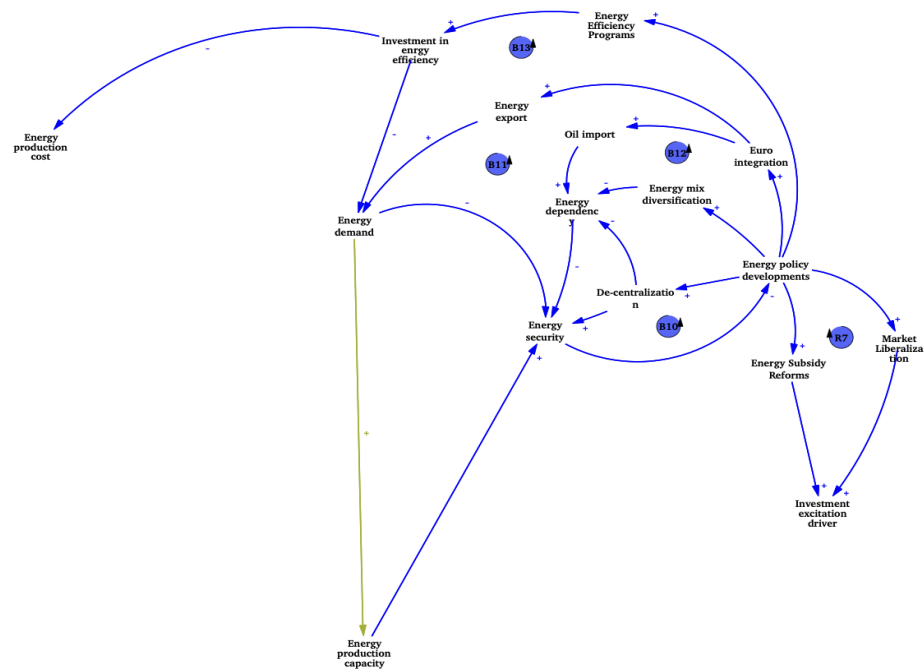 Energy
Efficiency
Programs
+
+
Investment in
enrgy
efficiency
B13
-
Energy
export
+
+
-
Oil import
+
Euro
integration
Energy
production
cost
B11
B12
+
Energy
dependenc
y
-
Energy mix
diversification
+
+
-
-
Energy
demand
-
Energy policy
developments
-
De-centralizatio
n
+
-
+
Energy
security
+
B10
+
R7
+
Market
Liberaliza
tion
Energy Subsidy
Reforms
+
+
+
Investment
excitation
driver
Energy
production
capacity